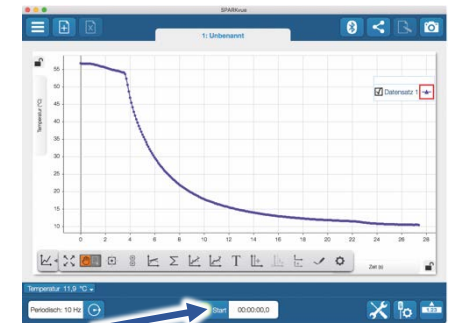 SPARKvue
1: Unbenannt
Temperatur (°C)
55
50
45
40
35
30
25
20
15
10
0 2 4 6 8 10 12 14 16 18 20 22 24 26 28
Datensatz 1
Zeit (s)
Temperatur 11,9 °C
Periodisch: 10 Hz
Start
00:00:00,0
1.23